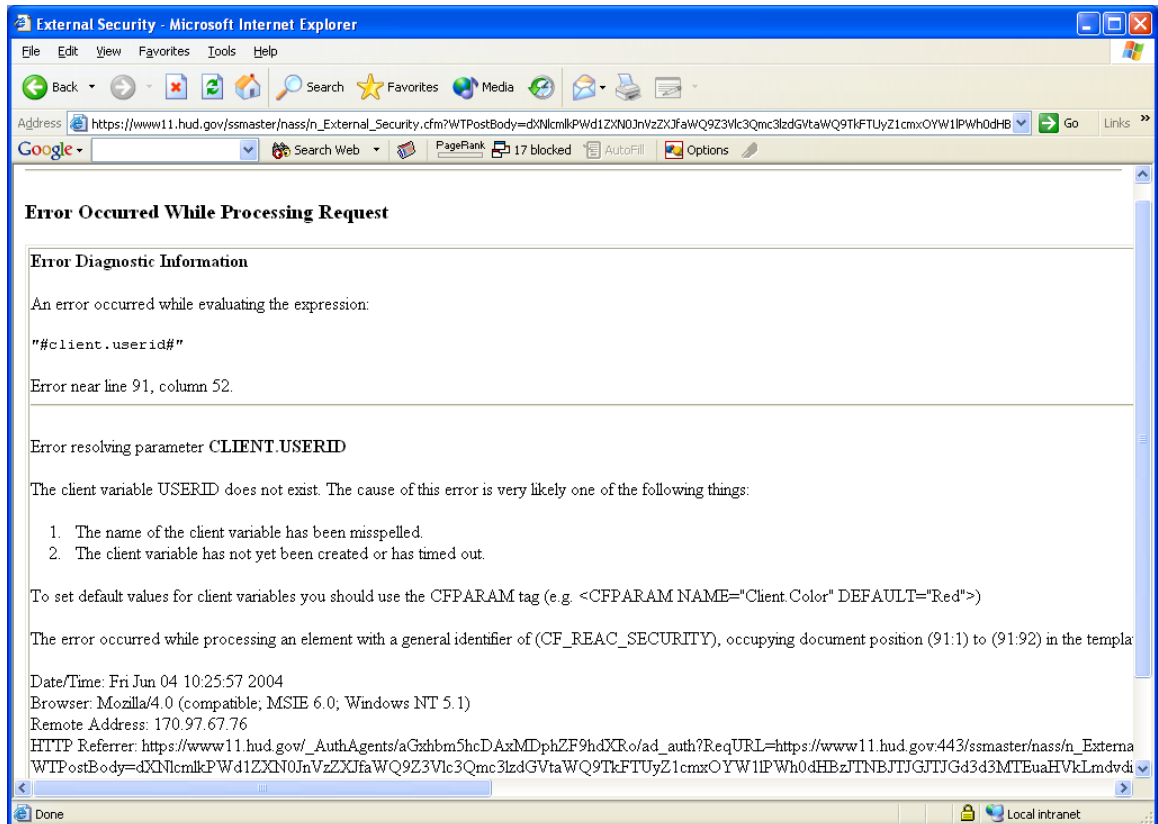 External Security - Microsoft Internet Explorer
File Edit View Favorites Tools Help
Back Search Favorites Media
Address https://www11.hud.gov/ssmaster/nass/n_External_Security.cfm?WTPostBody=dXNlcmlkPWd1ZXN0JnVzZXJfaWQ9Z3Vlc3Qmc3lzdGVtaWQ9TkFTUyZ1cmxOYW1lPWh0dHB Go Links »
Google Search Web PageRank 17 blocked AutoFill Options
Error Occurred While Processing Request
Error Diagnostic Information
An error occurred while evaluating the expression:
"#client.userid#"
Error near line 91, column 52.
Error resolving parameter CLIENT.USERID
The client variable USERID does not exist. The cause of this error is very likely one of the following things:
1. The name of the client variable has been misspelled.
2. The client variable has not yet been created or has timed out.
To set default values for client variables you should use the CFPARAM tag (e.g. <CFPARAM NAME="Client.Color" DEFAULT="Red">)
The error occurred while processing an element with a general identifier of (CF_REAC_SECURITY), occupying document position (91:1) to (91:92) in the templa
Date/Time: Fri Jun 04 10:25:57 2004
Browser: Mozilla/4.0 (compatible; MSIE 6.0; Windows NT 5.1)
Remote Address: 170.97.67.76
HTTP Referrer: https://www11.hud.gov/_AuthAgents/aGxhbm5hcDAxMDphZF9hdXRo/ad_auth?ReqURL=https://www11.hud.gov:443/ssmaster/nass/n_Externa
WTPostBody=dXNlcmlkPWd1ZXN0JnVzZXJfaWQ9Z3Vlc3Qmc3lzdGVtaWQ9TkFTUyZ1cmxOYW1lPWh0dHBzJTNBJTJGJTJGd3d3MTEuaHVkLmdvdi
Done Local intranet